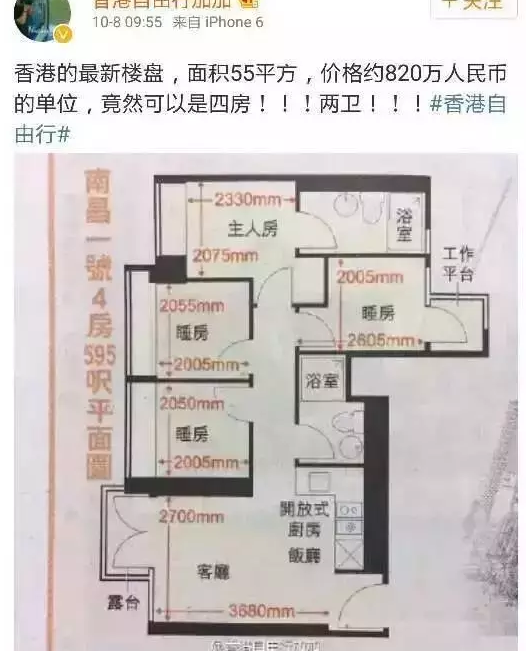 香港自由行加加
+关注
10-8 09:55 来自 iPhone 6
香港的最新楼盘，面积55平方，价格约820万人民币
的单位，竟然可以是四房！！！两卫！！！#香港自
由行#
南昌一號4房595呎平面圖
2330mm
主人房
2075mm
浴室
工作
平台
2005mm
睡房
2605mm
2055mm
睡房
2005mm
浴室
2050mm
睡房
2005mm
2700mm
開放式
廚房
飯廳
客廳
露台
3680mm